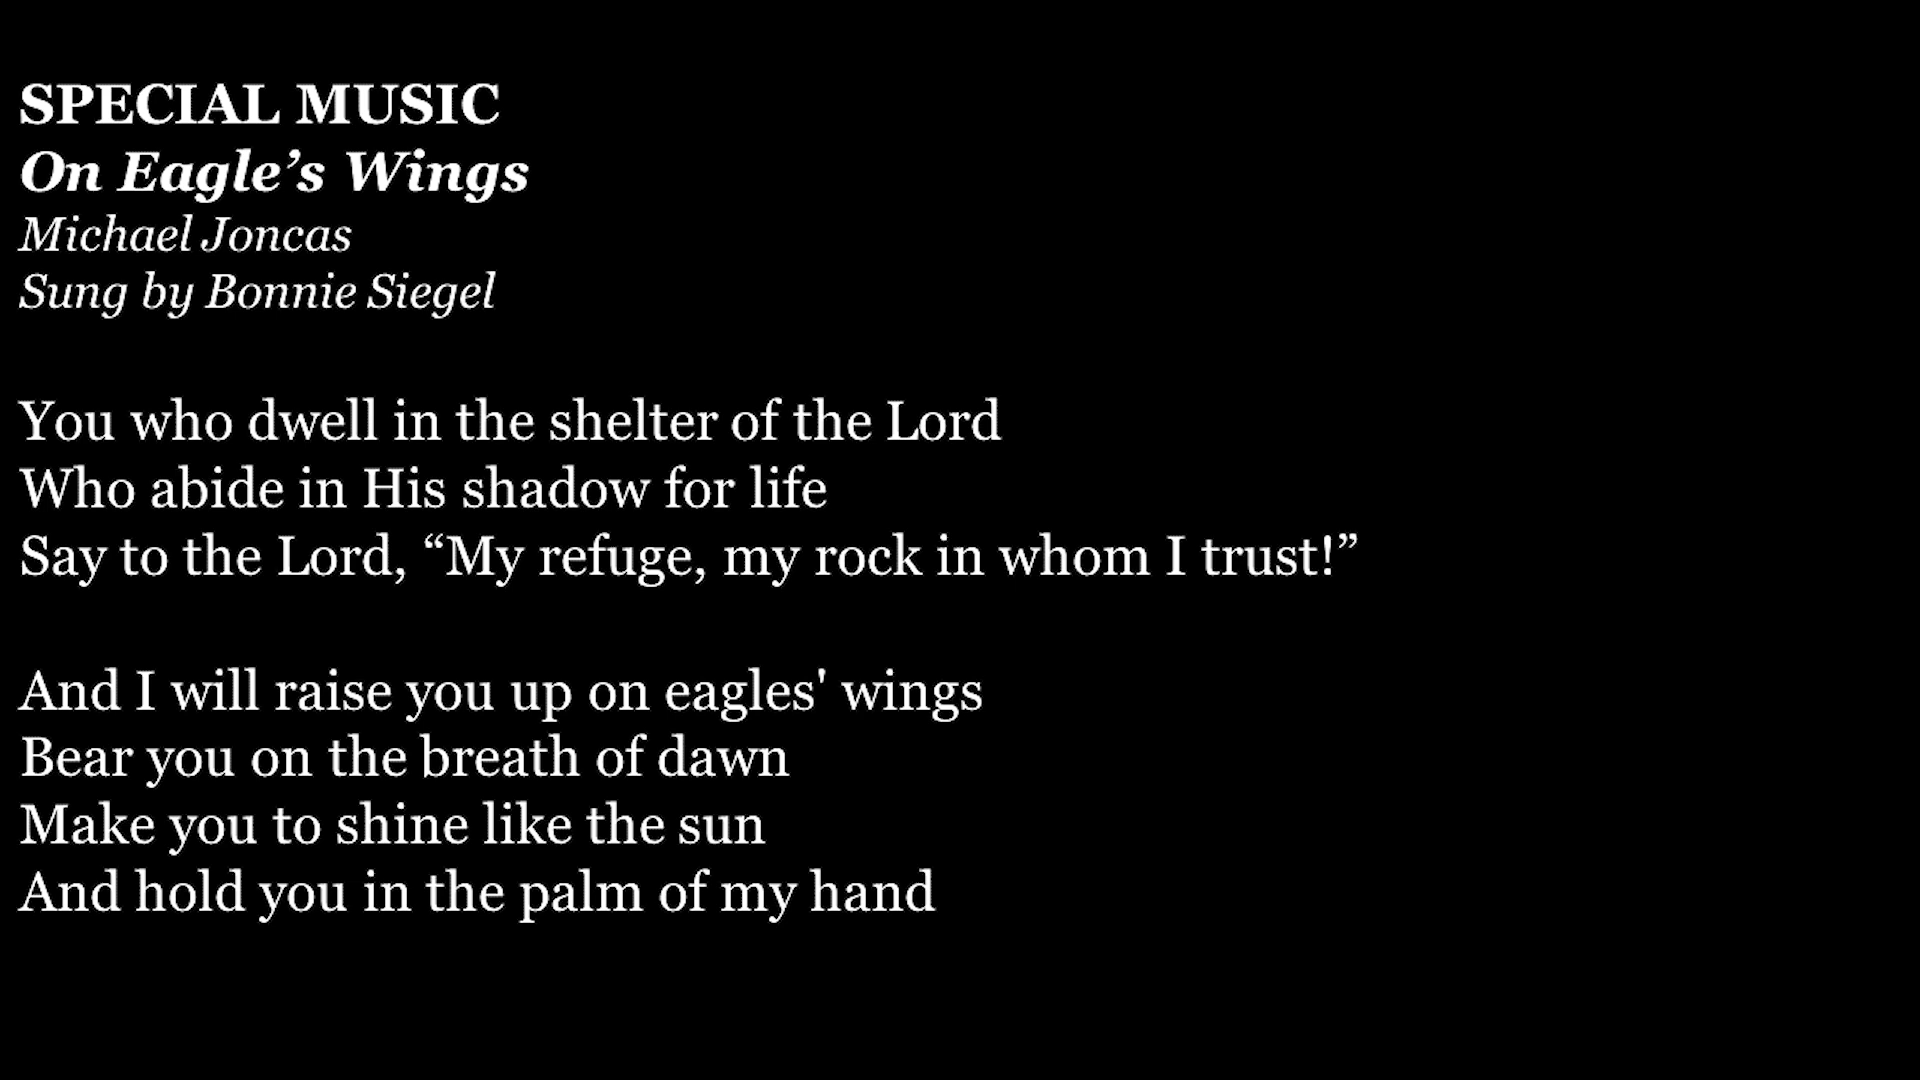 SPECIAL MUSIC
On Eagle’s Wings
Michael Joncas
Sung by Bonnie Siegel
You who dwell in the shelter of the Lord
Who abide in His shadow for life
Say to the Lord, “My refuge, my rock in whom I trust!”
And I will raise you up on eagles' wings
Bear you on the breath of dawn
Make you to shine like the sun
And hold you in the palm of my hand